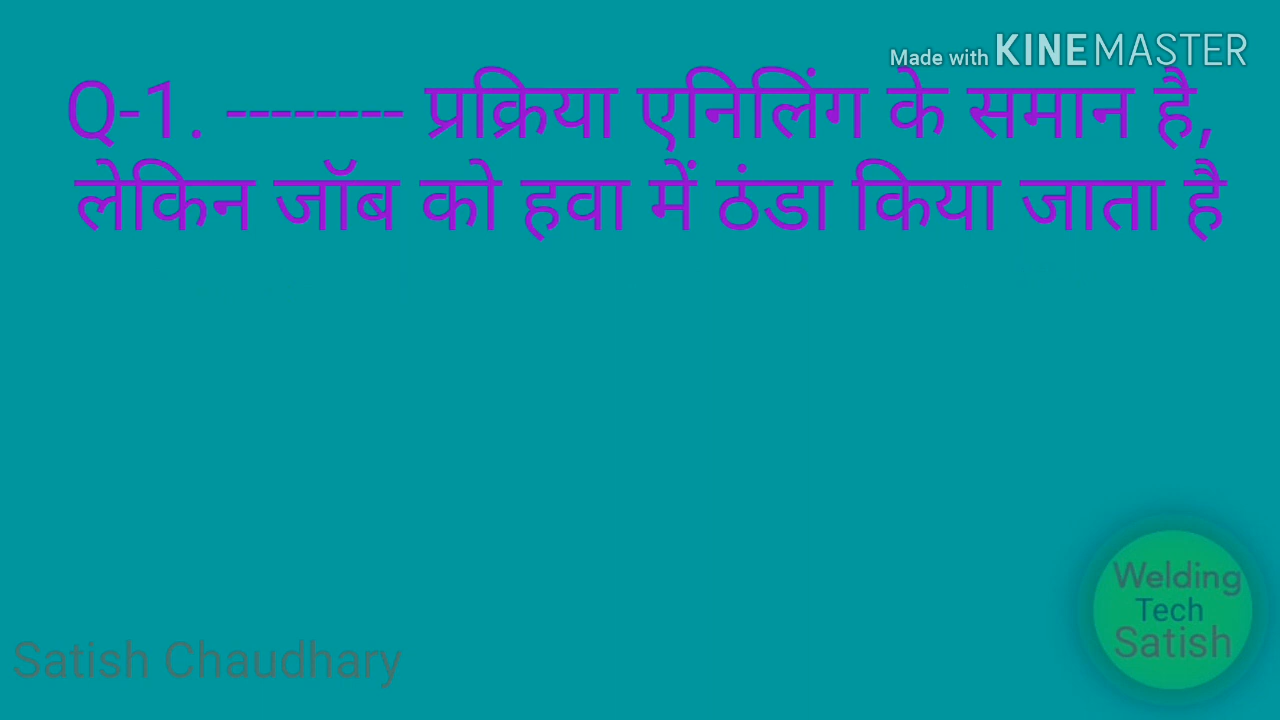 Made with KINEMASTER
Q-1. -------- प्रक्रिया एनिलिंग के समान है,
लेकिन जॉब को हवा में ठंडा किया जाता है
Welding
Tech
Satish
Satish Chaudhary